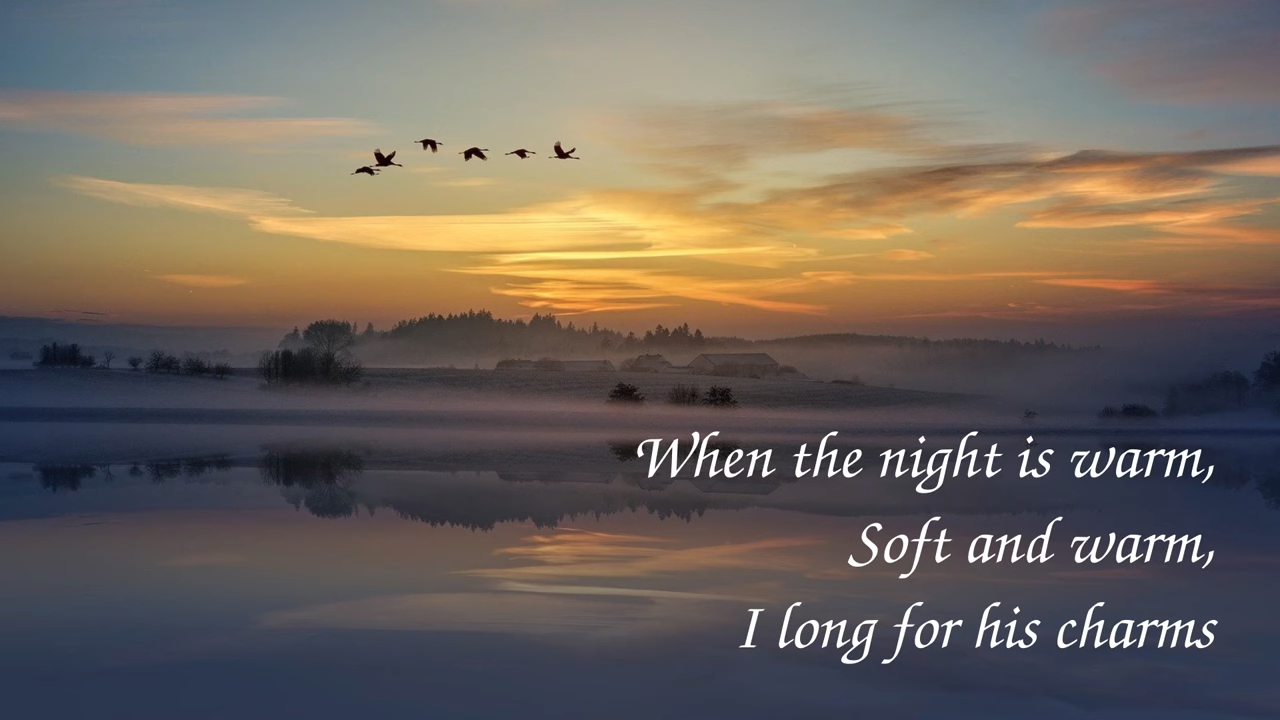 When the night is warm,
Soft and warm,
I long for his charms